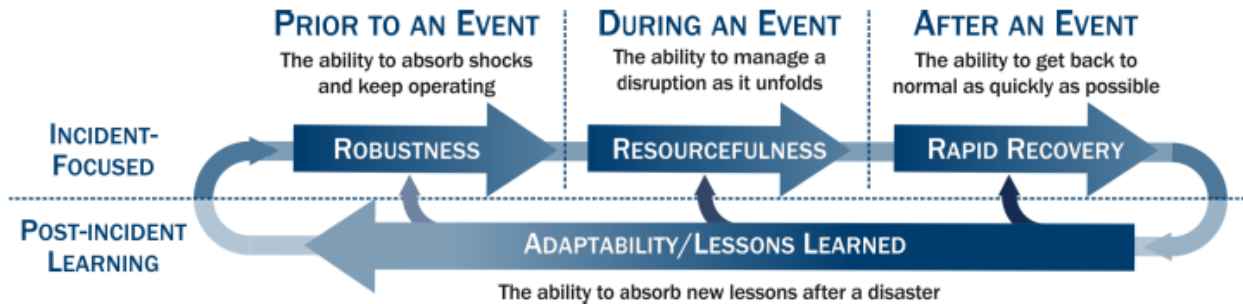 PRIOR TO AN EVENT
The ability to absorb shocks
and keep operating
DURING AN EVENT
The ability to manage a
disruption as it unfolds
AFTER AN EVENT
The ability to get back to
normal as quickly as possible
INCIDENT-
FOCUSED
ROBUSTNESS
RESOURCEFULNESS
RAPID RECOVERY
POST-INCIDENT
LEARNING
ADAPTABILITY/LESSONS LEARNED
The ability to absorb new lessons after a disaster